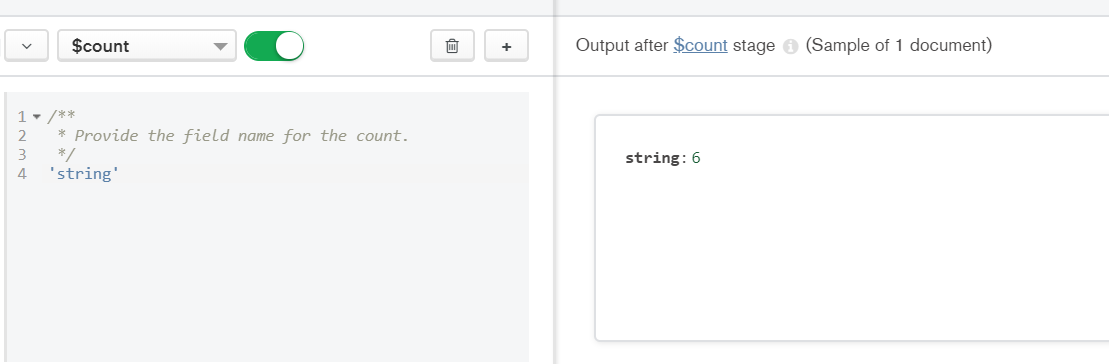 $count
+
Output after $count stage (Sample of 1 document)
1 /**
2 * Provide the field name for the count.
3 */
4 'string'
string: 6